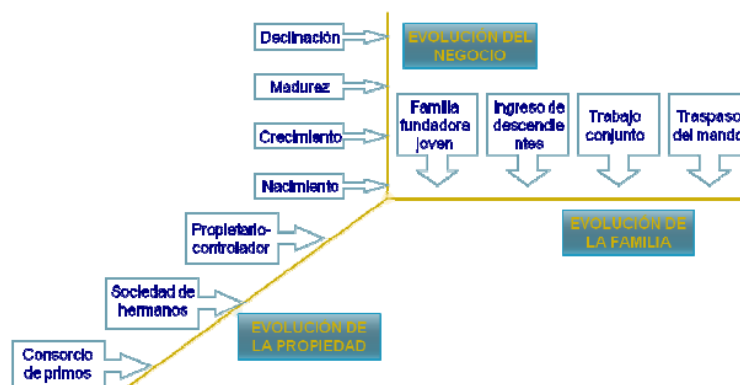 Declinación
EVOLUCIÓN DEL
NEGOCIO
Madurez
Crecimiento
Nacimiento
Familia
fundadora
joven
Ingreso de
descendie
ntes
Trabajo
conjunto
Traspaso
del mando
Propietario-
controlador
EVOLUCIÓN DE
LA FAMILIA
Sociedad de
hermanos
EVOLUCIÓN DE
LA PROPIEDAD
Consorcio
de primos